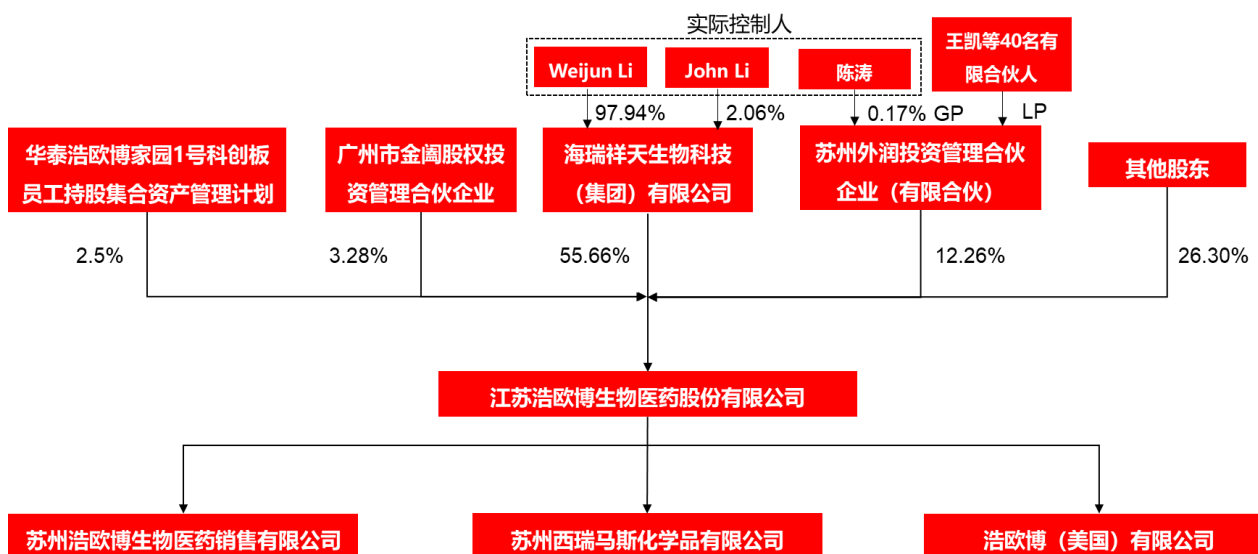 实际控制人
Weijun Li
John Li
陈涛
王凯等40名有
限合伙人
97.94%
2.06%
0.17% GP
LP
华泰浩欧博家园1号科创板
员工持股集合资产管理计划
广州市金阖股权投
资管理合伙企业
海瑞祥天生物科技
（集团）有限公司
苏州外润投资管理合伙
企业（有限合伙）
其他股东
2.5%
3.28%
55.66%
12.26%
26.30%
江苏浩欧博生物医药股份有限公司
苏州浩欧博生物医药销售有限公司
苏州西瑞马斯化学品有限公司
浩欧博（美国）有限公司